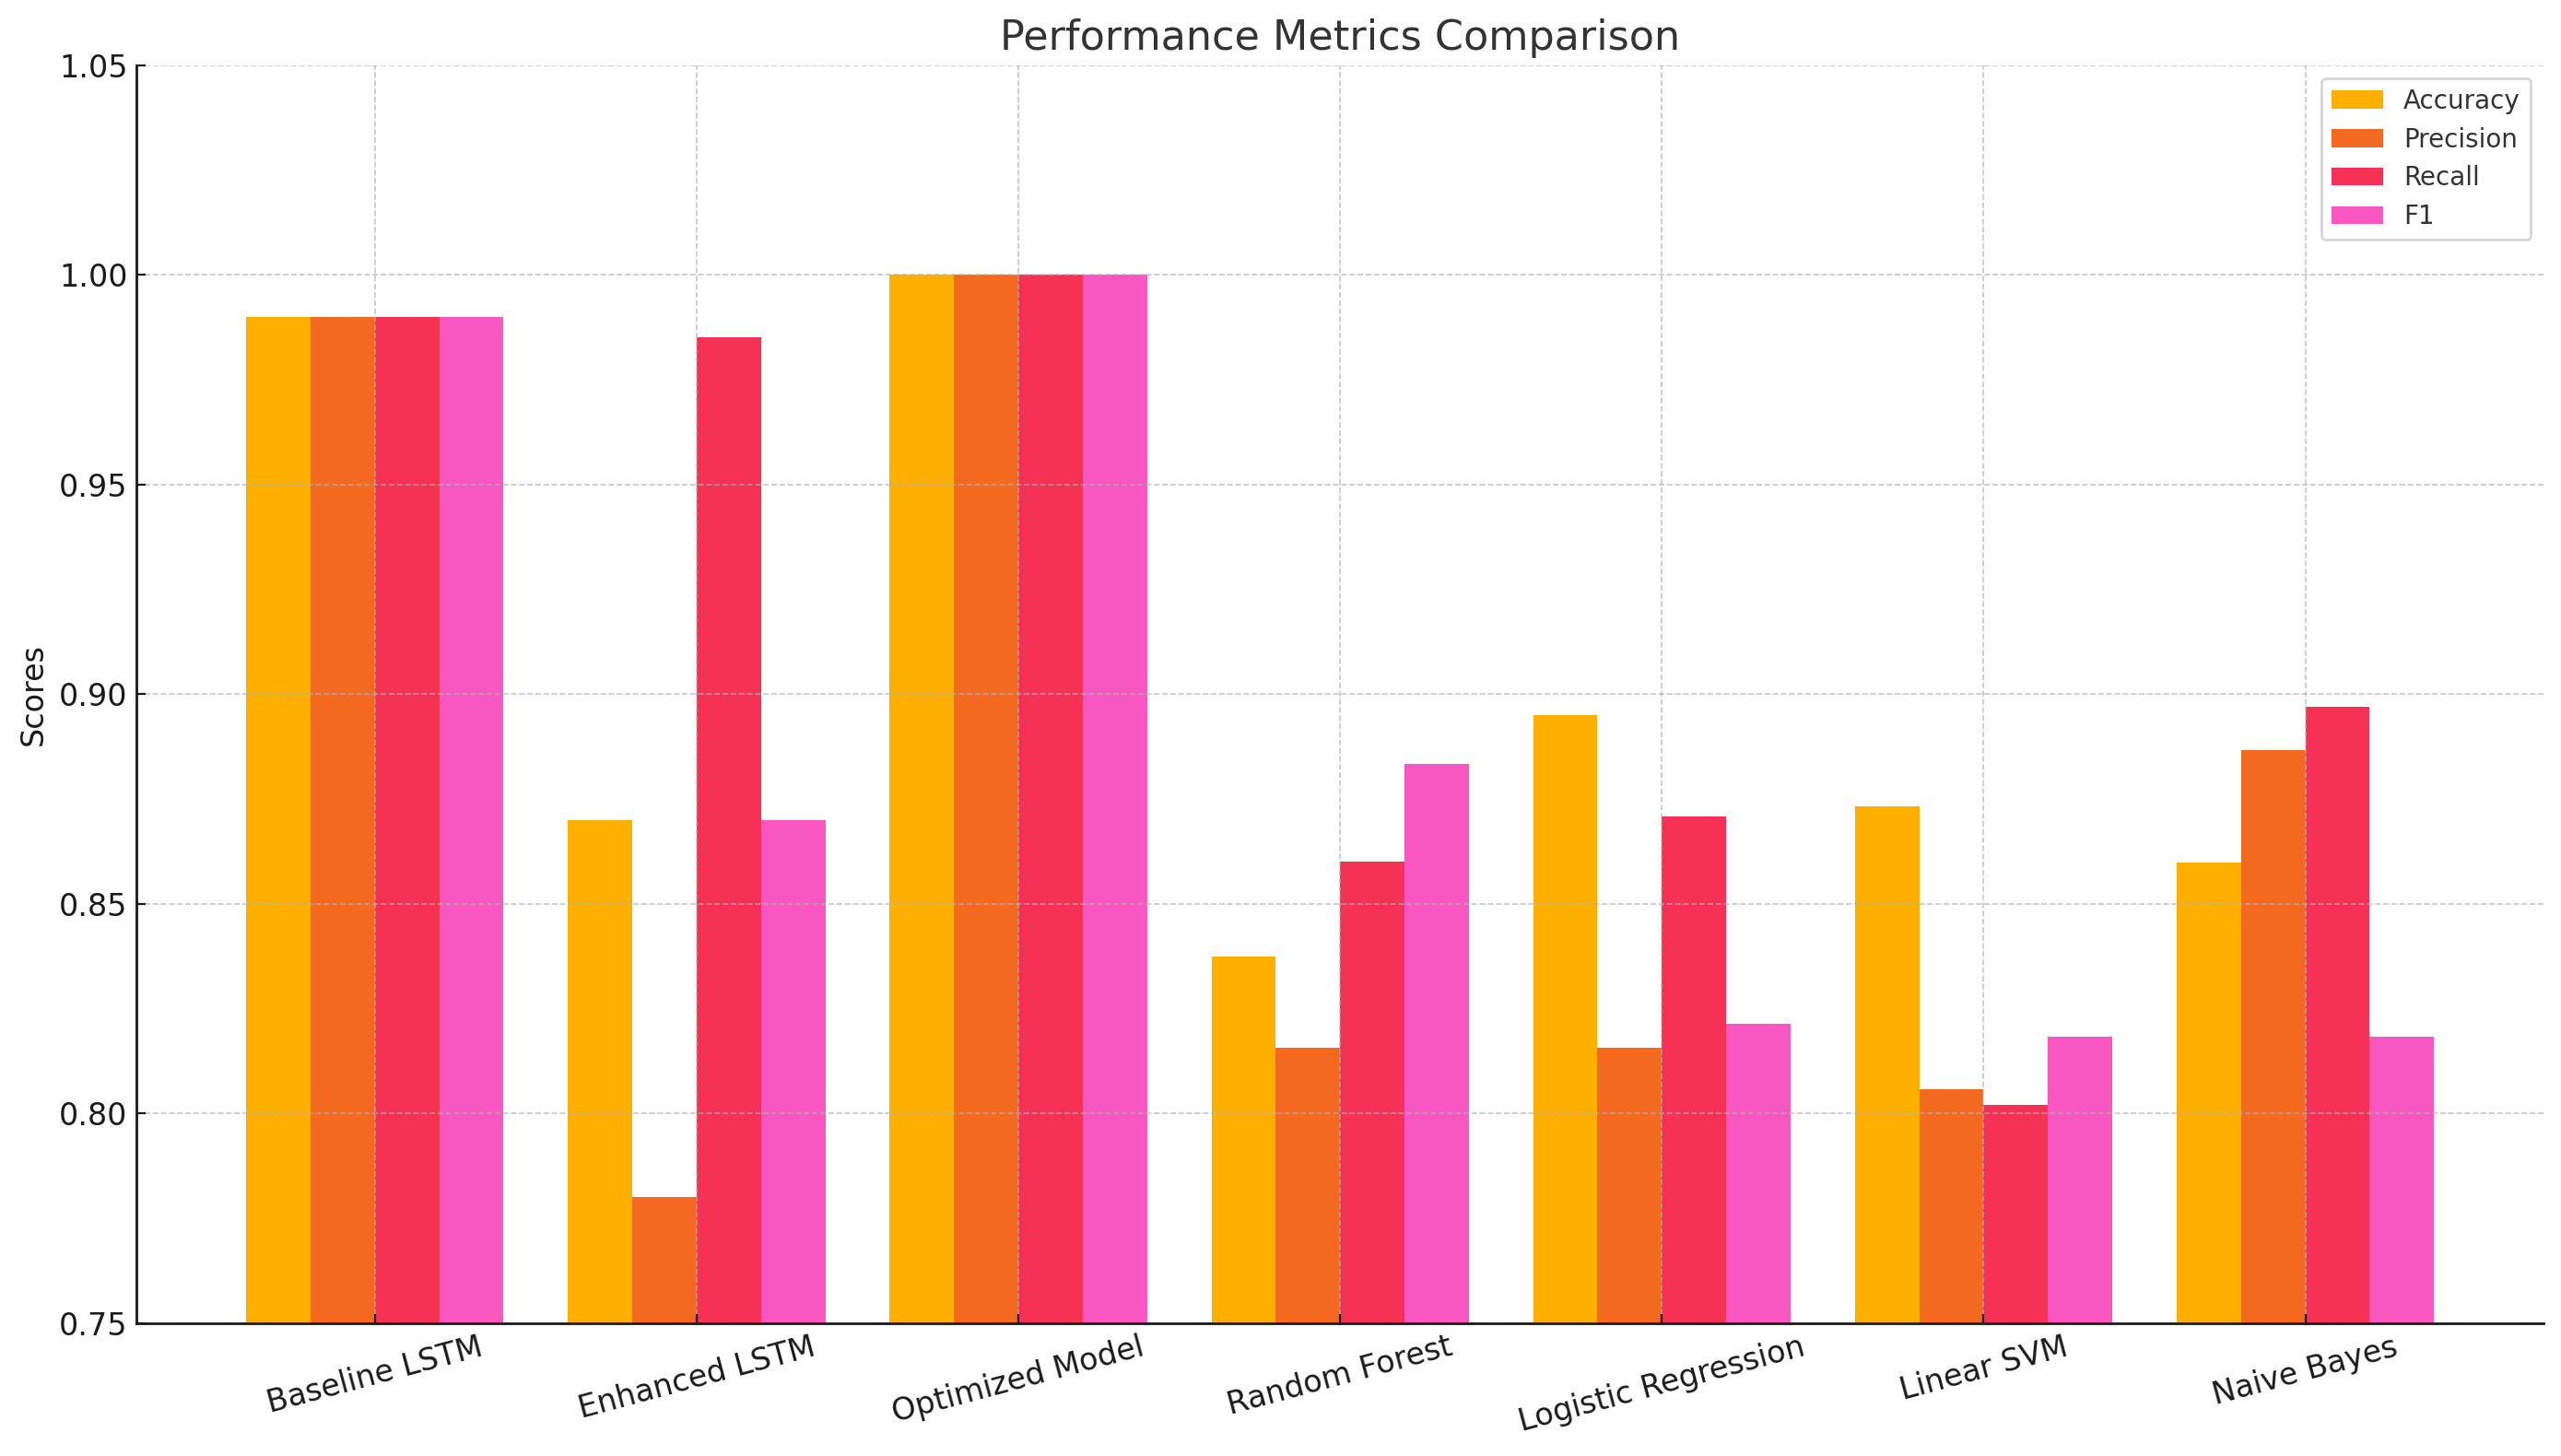 Performance Metrics Comparison
1.05
1.00
0.95
0.90
0.85
0.80
0.75
Scores
Accuracy
Precision
Recall
F1
Baseline LSTM
Enhanced LSTM
Optimized Model
Random Forest
Logistic Regression
Linear SVM
Naive Bayes